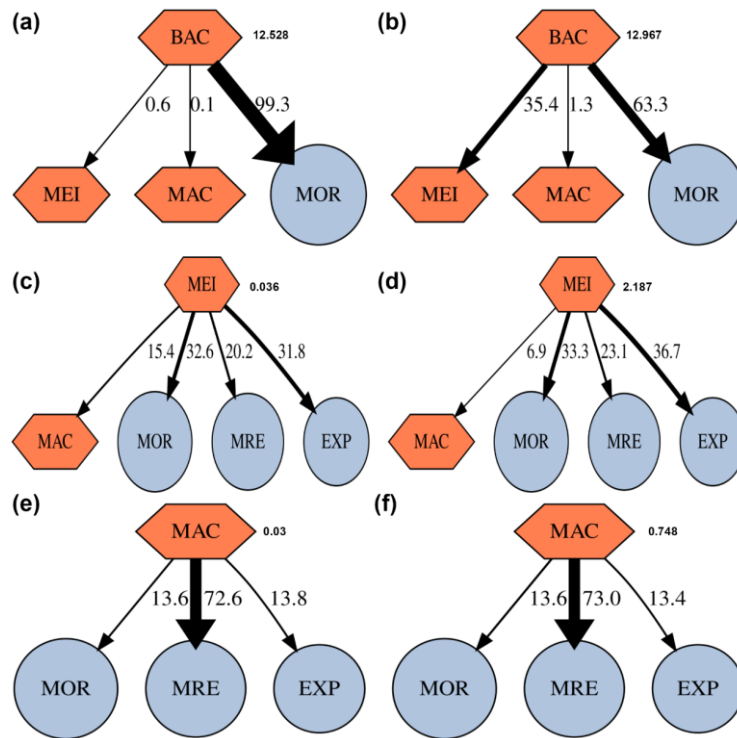 (a) BAC 12.528 (b) BAC 12.967
0.6 0.1 99.3 35.4 1.3 63.3
MEI MAC MOR MEI MAC MOR
(c) MEI 0.036 (d) MEI 2.187
15.4 32.6 20.2 31.8 6.9 33.3 23.1 36.7
MAC MOR MRE EXP MAC MOR MRE EXP
(e) MAC 0.03 (f) MAC 0.748
13.6 72.6 13.8 13.6 73.0 13.4
MOR MRE EXP MOR MRE EXP